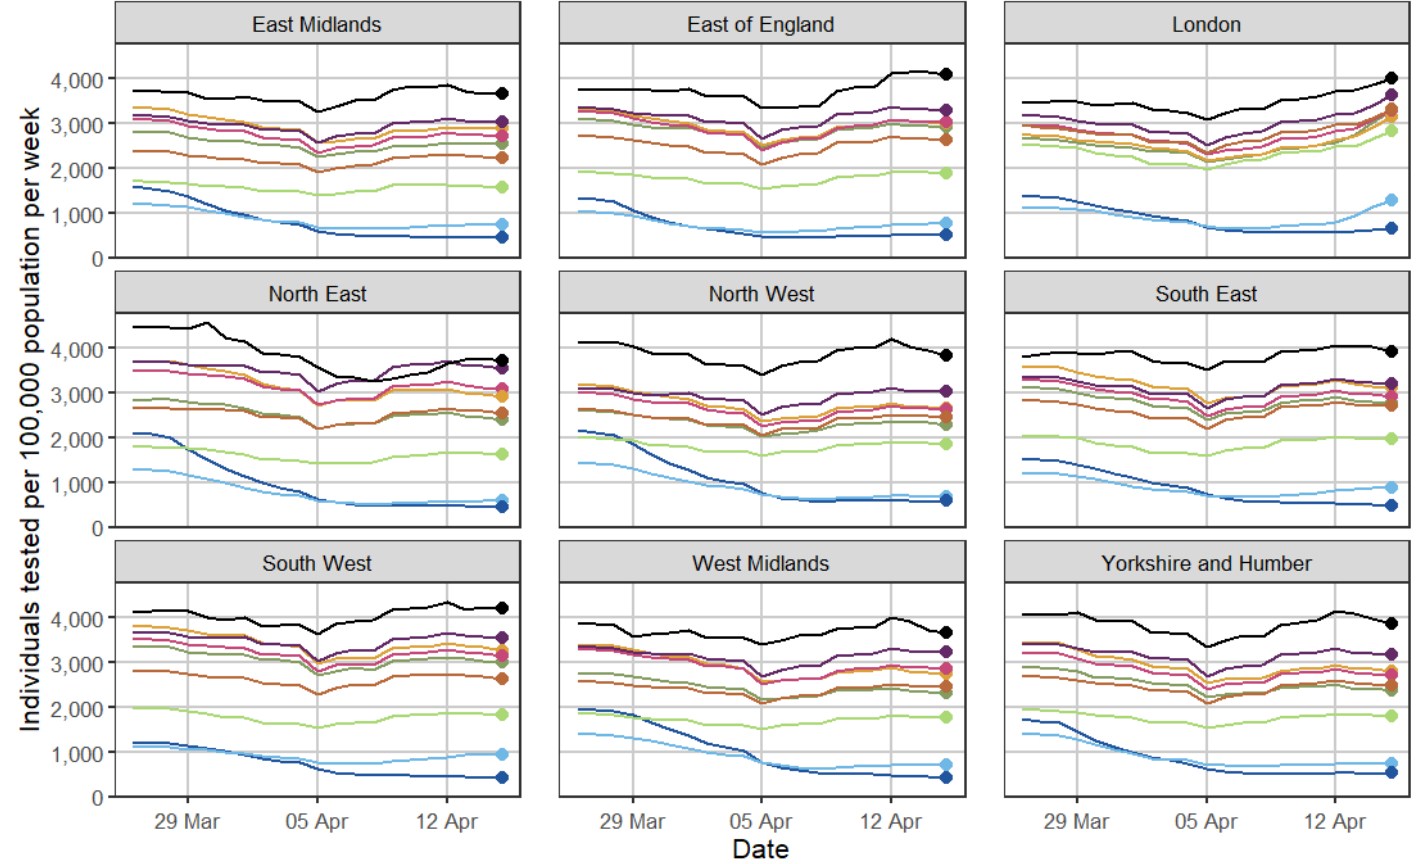 Individuals tested per 100,000 population per week
East Midlands
East of England
London
4,000
3,000
2,000
1,000
0
North East
North West
South East
4,000
3,000
2,000
1,000
0
South West
West Midlands
Yorkshire and Humber
4,000
3,000
2,000
1,000
0
29 Mar 05 Apr 12 Apr 29 Mar 05 Apr 12 Apr 29 Mar 05 Apr 12 Apr
Date